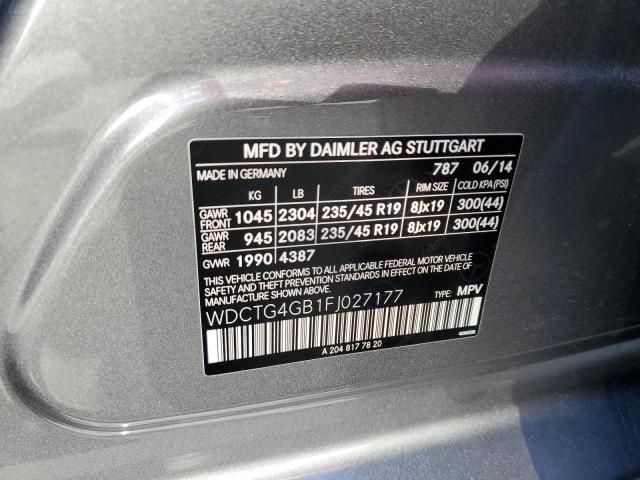 MFD BY DAIMLER AG STUTTGART
MADE IN GERMANY 787 06/14
KG LB TIRES RIM SIZE COLD KPA(PSI)
GAWR FRONT 1045 2304 235/45 R19 8Jx19 300(44)
GAWR REAR 945 2083 235/45 R19 8Jx19 300(44)
GVWR 1990 4387
THIS VEHICLE CONFORMS TO ALL APPLICABLE FEDERAL MOTOR VEHICLE
SAFETY, BUMPER, AND THEFT PREVENTION STANDARDS IN EFFECT ON THE DATE
OF MANUFACTURE SHOWN ABOVE.
WDCTG4GB1FJ027177 TYPE: MPV
A 204 817 78 20